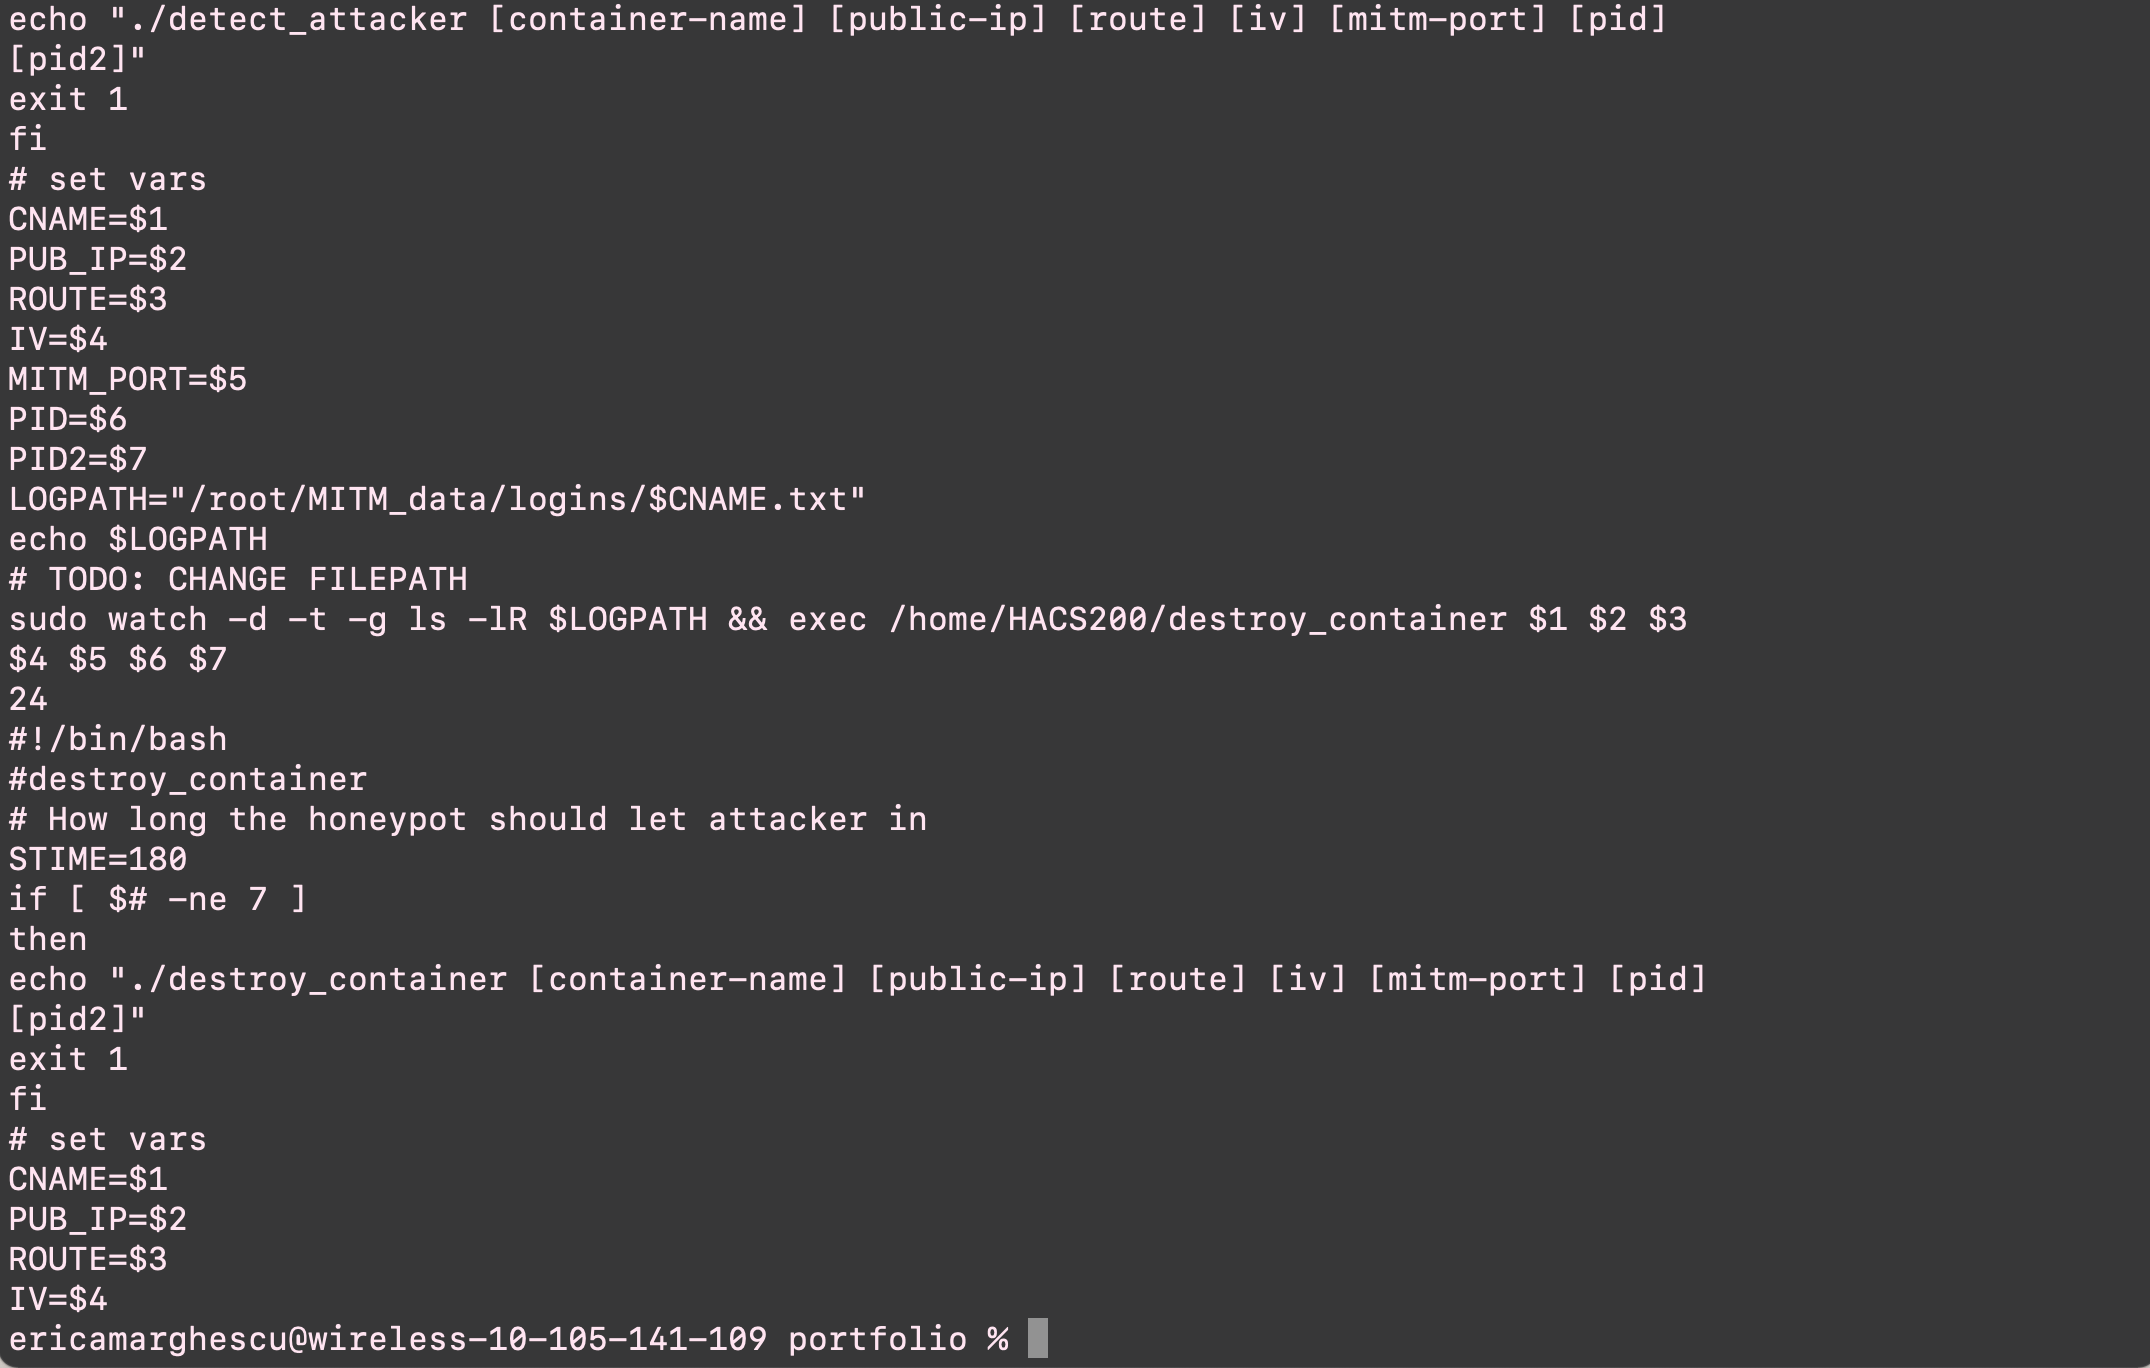 echo "./detect_attacker [container-name] [public-ip] [route] [iv] [mitm-port] [pid]
[pid2]"
exit 1
fi
# set vars
CNAME=$1
PUB_IP=$2
ROUTE=$3
IV=$4
MITM_PORT=$5
PID=$6
PID2=$7
LOGPATH="/root/MITM_data/logins/$CNAME.txt"
echo $LOGPATH
# TODO: CHANGE FILEPATH
sudo watch -d -t -g ls -lR $LOGPATH && exec /home/HACS200/destroy_container $1 $2 $3
$4 $5 $6 $7
24
#!/bin/bash
#destroy_container
# How long the honeypot should let attacker in
STIME=180
if [ $# -ne 7 ]
then
echo "./destroy_container [container-name] [public-ip] [route] [iv] [mitm-port] [pid]
[pid2]"
exit 1
fi
# set vars
CNAME=$1
PUB_IP=$2
ROUTE=$3
IV=$4
ericamarghescu@wireless-10-105-141-109 portfolio %